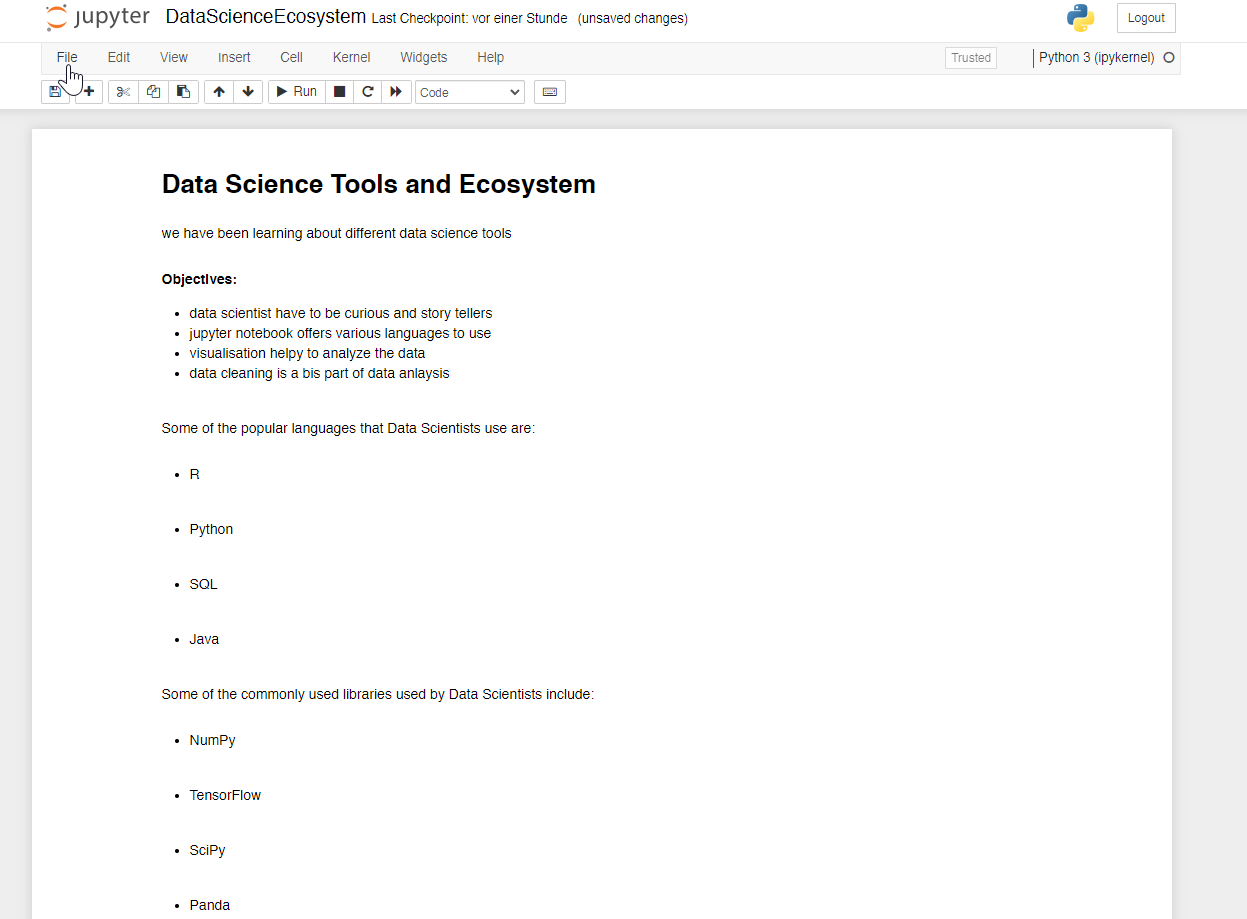 jupyter DataScienceEcosystem Last Checkpoint: vor einer Stunde (unsaved changes) Logout
File Edit View Insert Cell Kernel Widgets Help Trusted Python 3 (ipykernel)
Run Code
Data Science Tools and Ecosystem
we have been learning about different data science tools
Objectives:
• data scientist have to be curious and story tellers
• jupyter notebook offers various languages to use
• visualisation helpy to analyze the data
• data cleaning is a bis part of data anlaysis
Some of the popular languages that Data Scientists use are:
• R
• Python
• SQL
• Java
Some of the commonly used libraries used by Data Scientists include:
• NumPy
• TensorFlow
• SciPy
• Panda